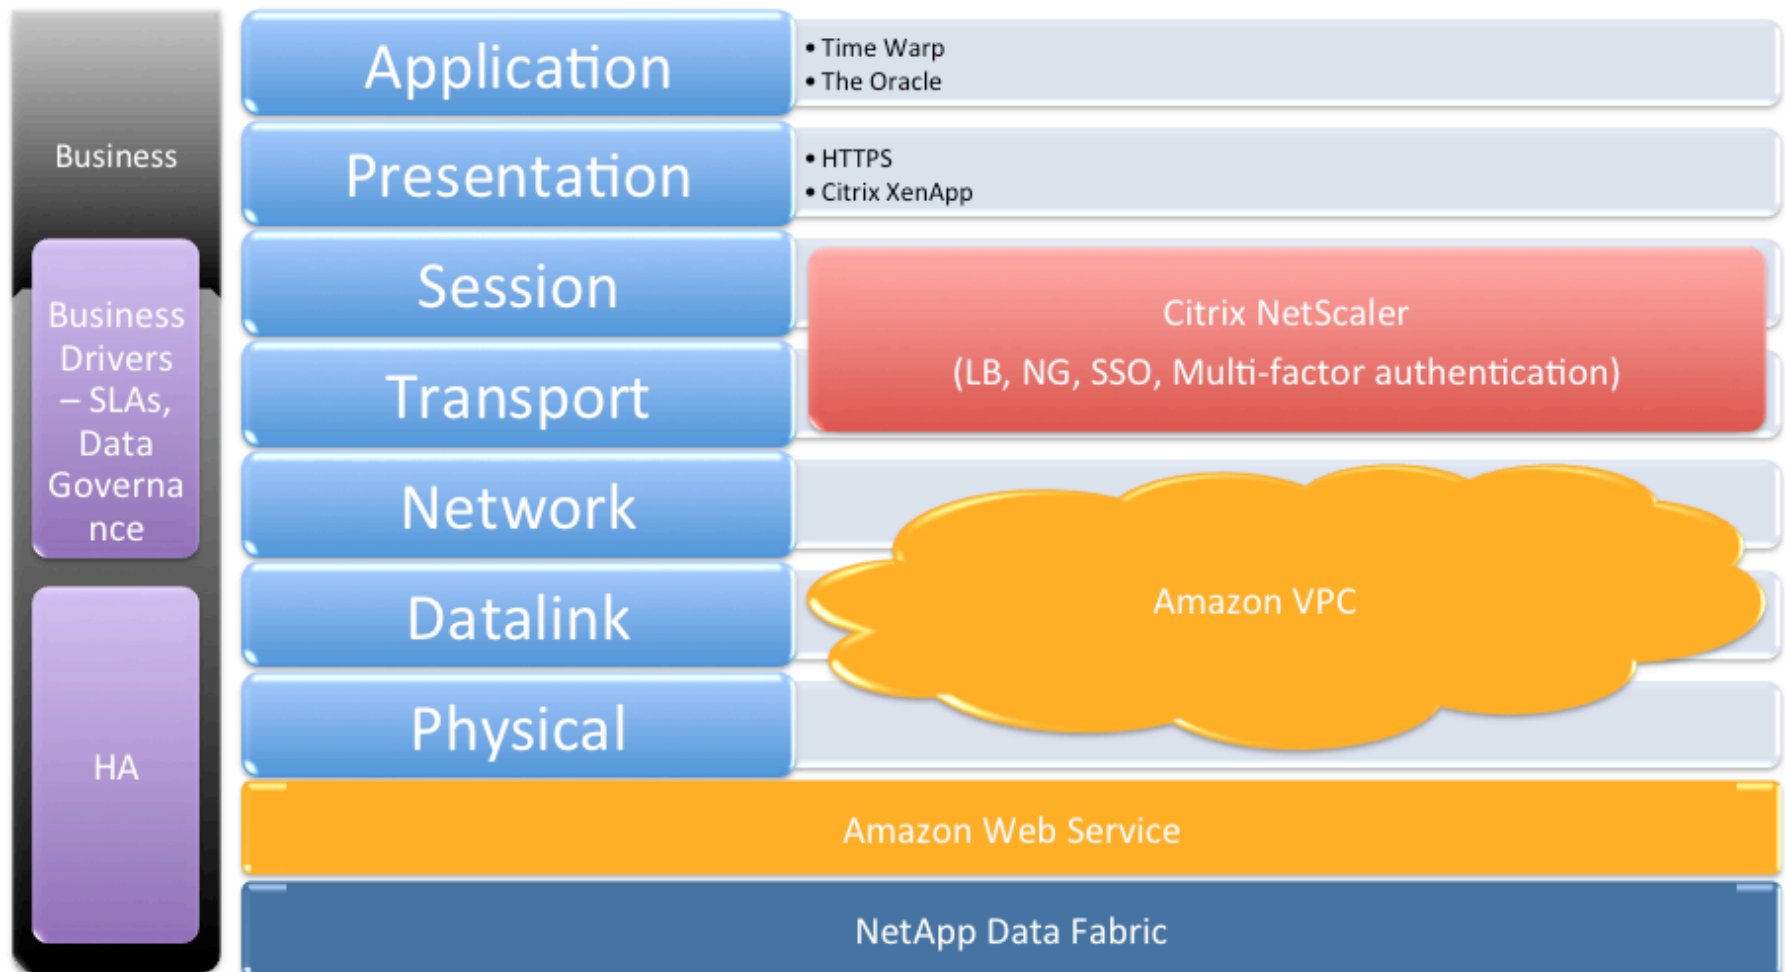 Business
Business
Drivers
– SLAs,
Data
Governa
nce
HA
Application
• Time Warp
• The Oracle
Presentation
• HTTPS
• Citrix XenApp
Session
Transport
Citrix NetScaler
(LB, NG, SSO, Multi-factor authentication)
Network
Datalink
Physical
Amazon VPC
Amazon Web Service
NetApp Data Fabric